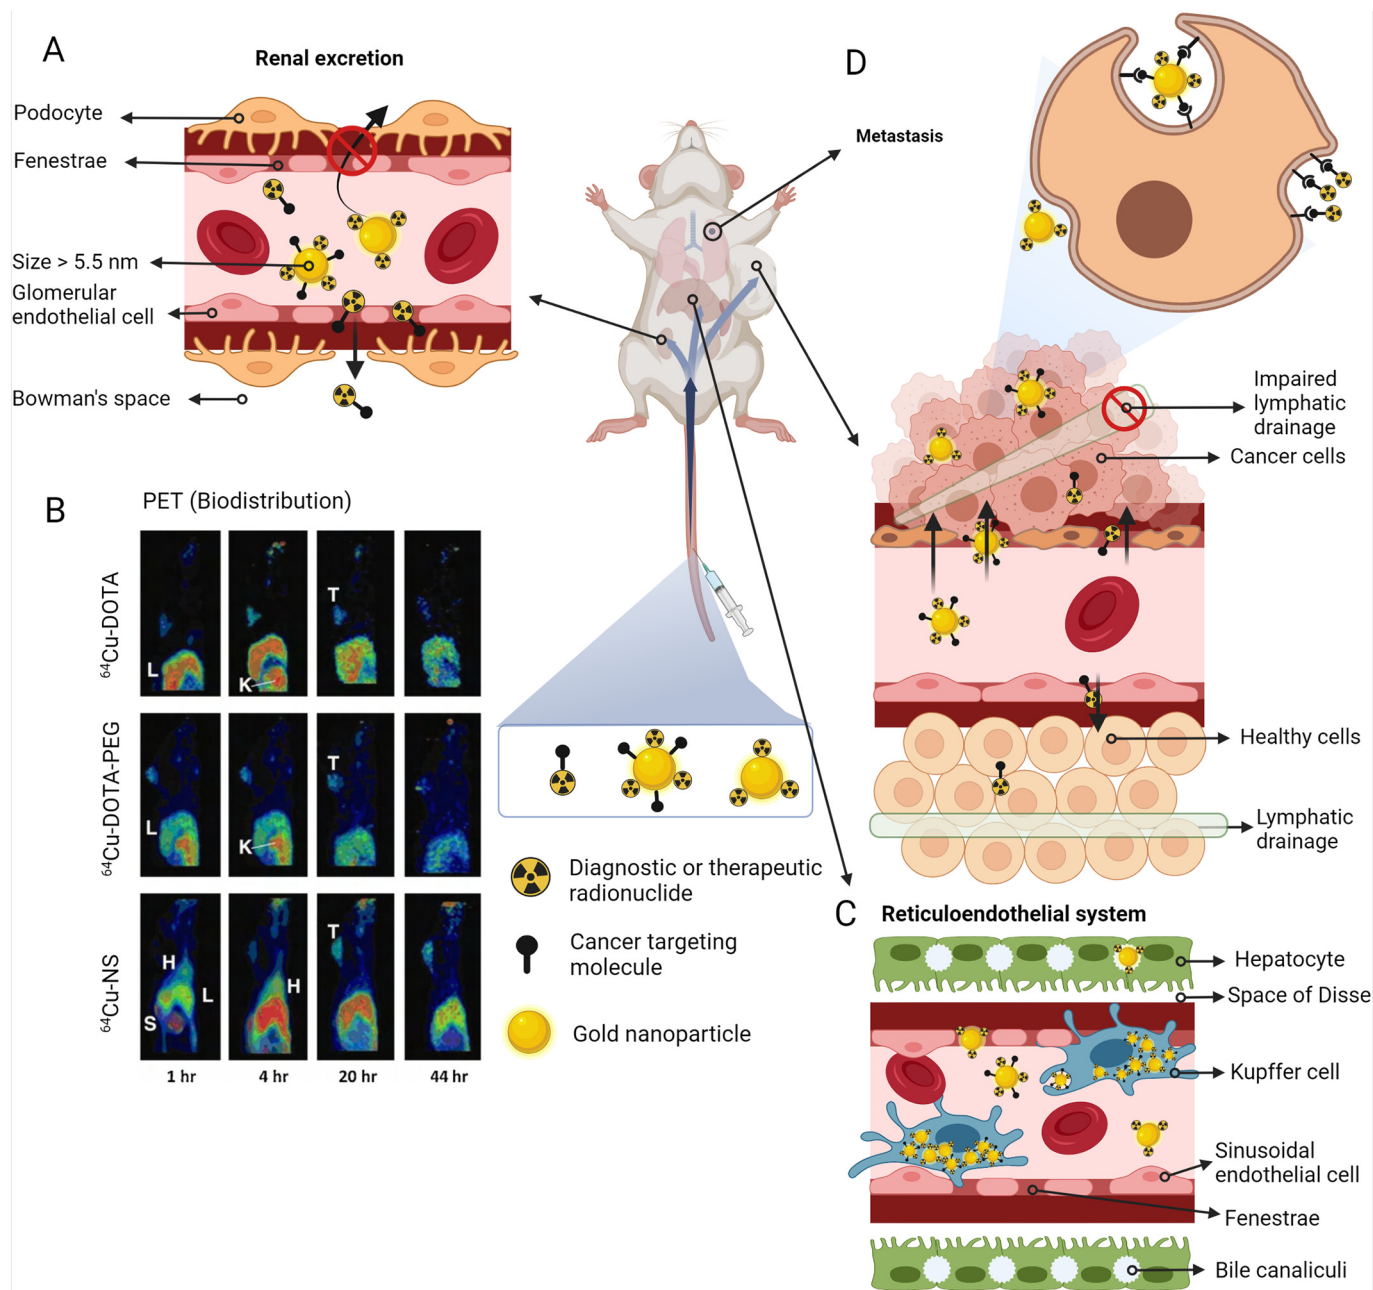 A
Renal excretion
Podocyte
Fenestrae
Size > 5.5 nm
Glomerular
endothelial cell
Bowman's space
B
PET (Biodistribution)
⁶⁴Cu-DOTA
L
K
T
⁶⁴Cu-DOTA-PEG
L
K
T
⁶⁴Cu-NS
H
S
L
H
T
1 hr
4 hr
20 hr
44 hr
Diagnostic or therapeutic
radionuclide
Cancer targeting
molecule
Gold nanoparticle
D
Metastasis
Impaired
lymphatic
drainage
Cancer cells
Healthy cells
Lymphatic
drainage
C
Reticuloendothelial system
Hepatocyte
Space of Disse
Kupffer cell
Sinusoidal
endothelial cell
Fenestrae
Bile canaliculi